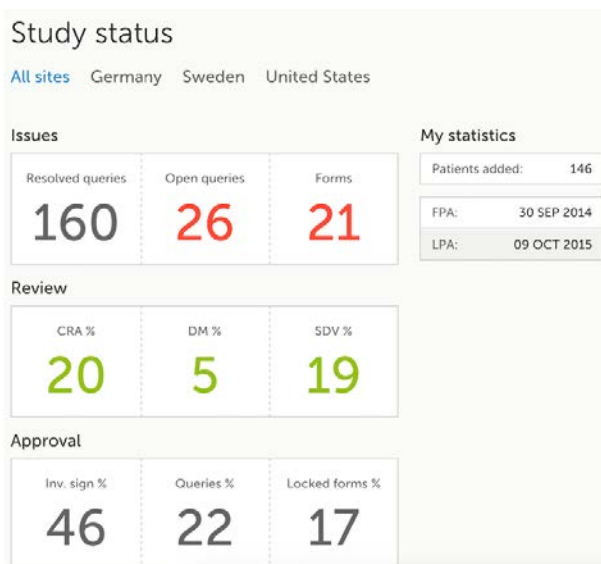 Study status
All sites Germany Sweden United States
Issues
Resolved queries Open queries Forms
160 26 21
My statistics
Patients added: 146
FPA: 30 SEP 2014
LPA: 09 OCT 2015
Review
CRA % DM % SDV %
20 5 19
Approval
Inv. sign % Queries % Locked forms %
46 22 17